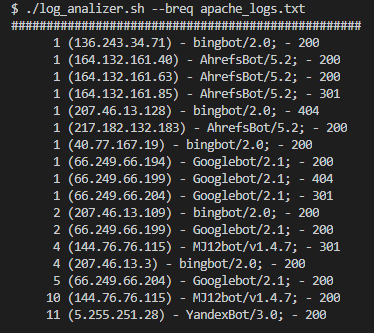 $ ./log_analizer.sh --breq apache_logs.txt
##################################################
1 (136.243.34.71) - bingbot/2.0; - 200
1 (164.132.161.40) - AhrefsBot/5.2; - 200
1 (164.132.161.63) - AhrefsBot/5.2; - 200
1 (164.132.161.85) - AhrefsBot/5.2; - 301
1 (207.46.13.128) - bingbot/2.0; - 404
1 (217.182.132.183) - AhrefsBot/5.2; - 200
1 (40.77.167.19) - bingbot/2.0; - 200
1 (66.249.66.194) - Googlebot/2.1; - 200
1 (66.249.66.199) - Googlebot/2.1; - 404
1 (66.249.66.204) - Googlebot/2.1; - 301
2 (207.46.13.109) - bingbot/2.0; - 200
2 (66.249.66.199) - Googlebot/2.1; - 200
4 (144.76.76.115) - MJ12bot/v1.4.7; - 301
4 (207.46.13.3) - bingbot/2.0; - 200
5 (66.249.66.204) - Googlebot/2.1; - 200
10 (144.76.76.115) - MJ12bot/v1.4.7; - 200
11 (5.255.251.28) - YandexBot/3.0; - 200